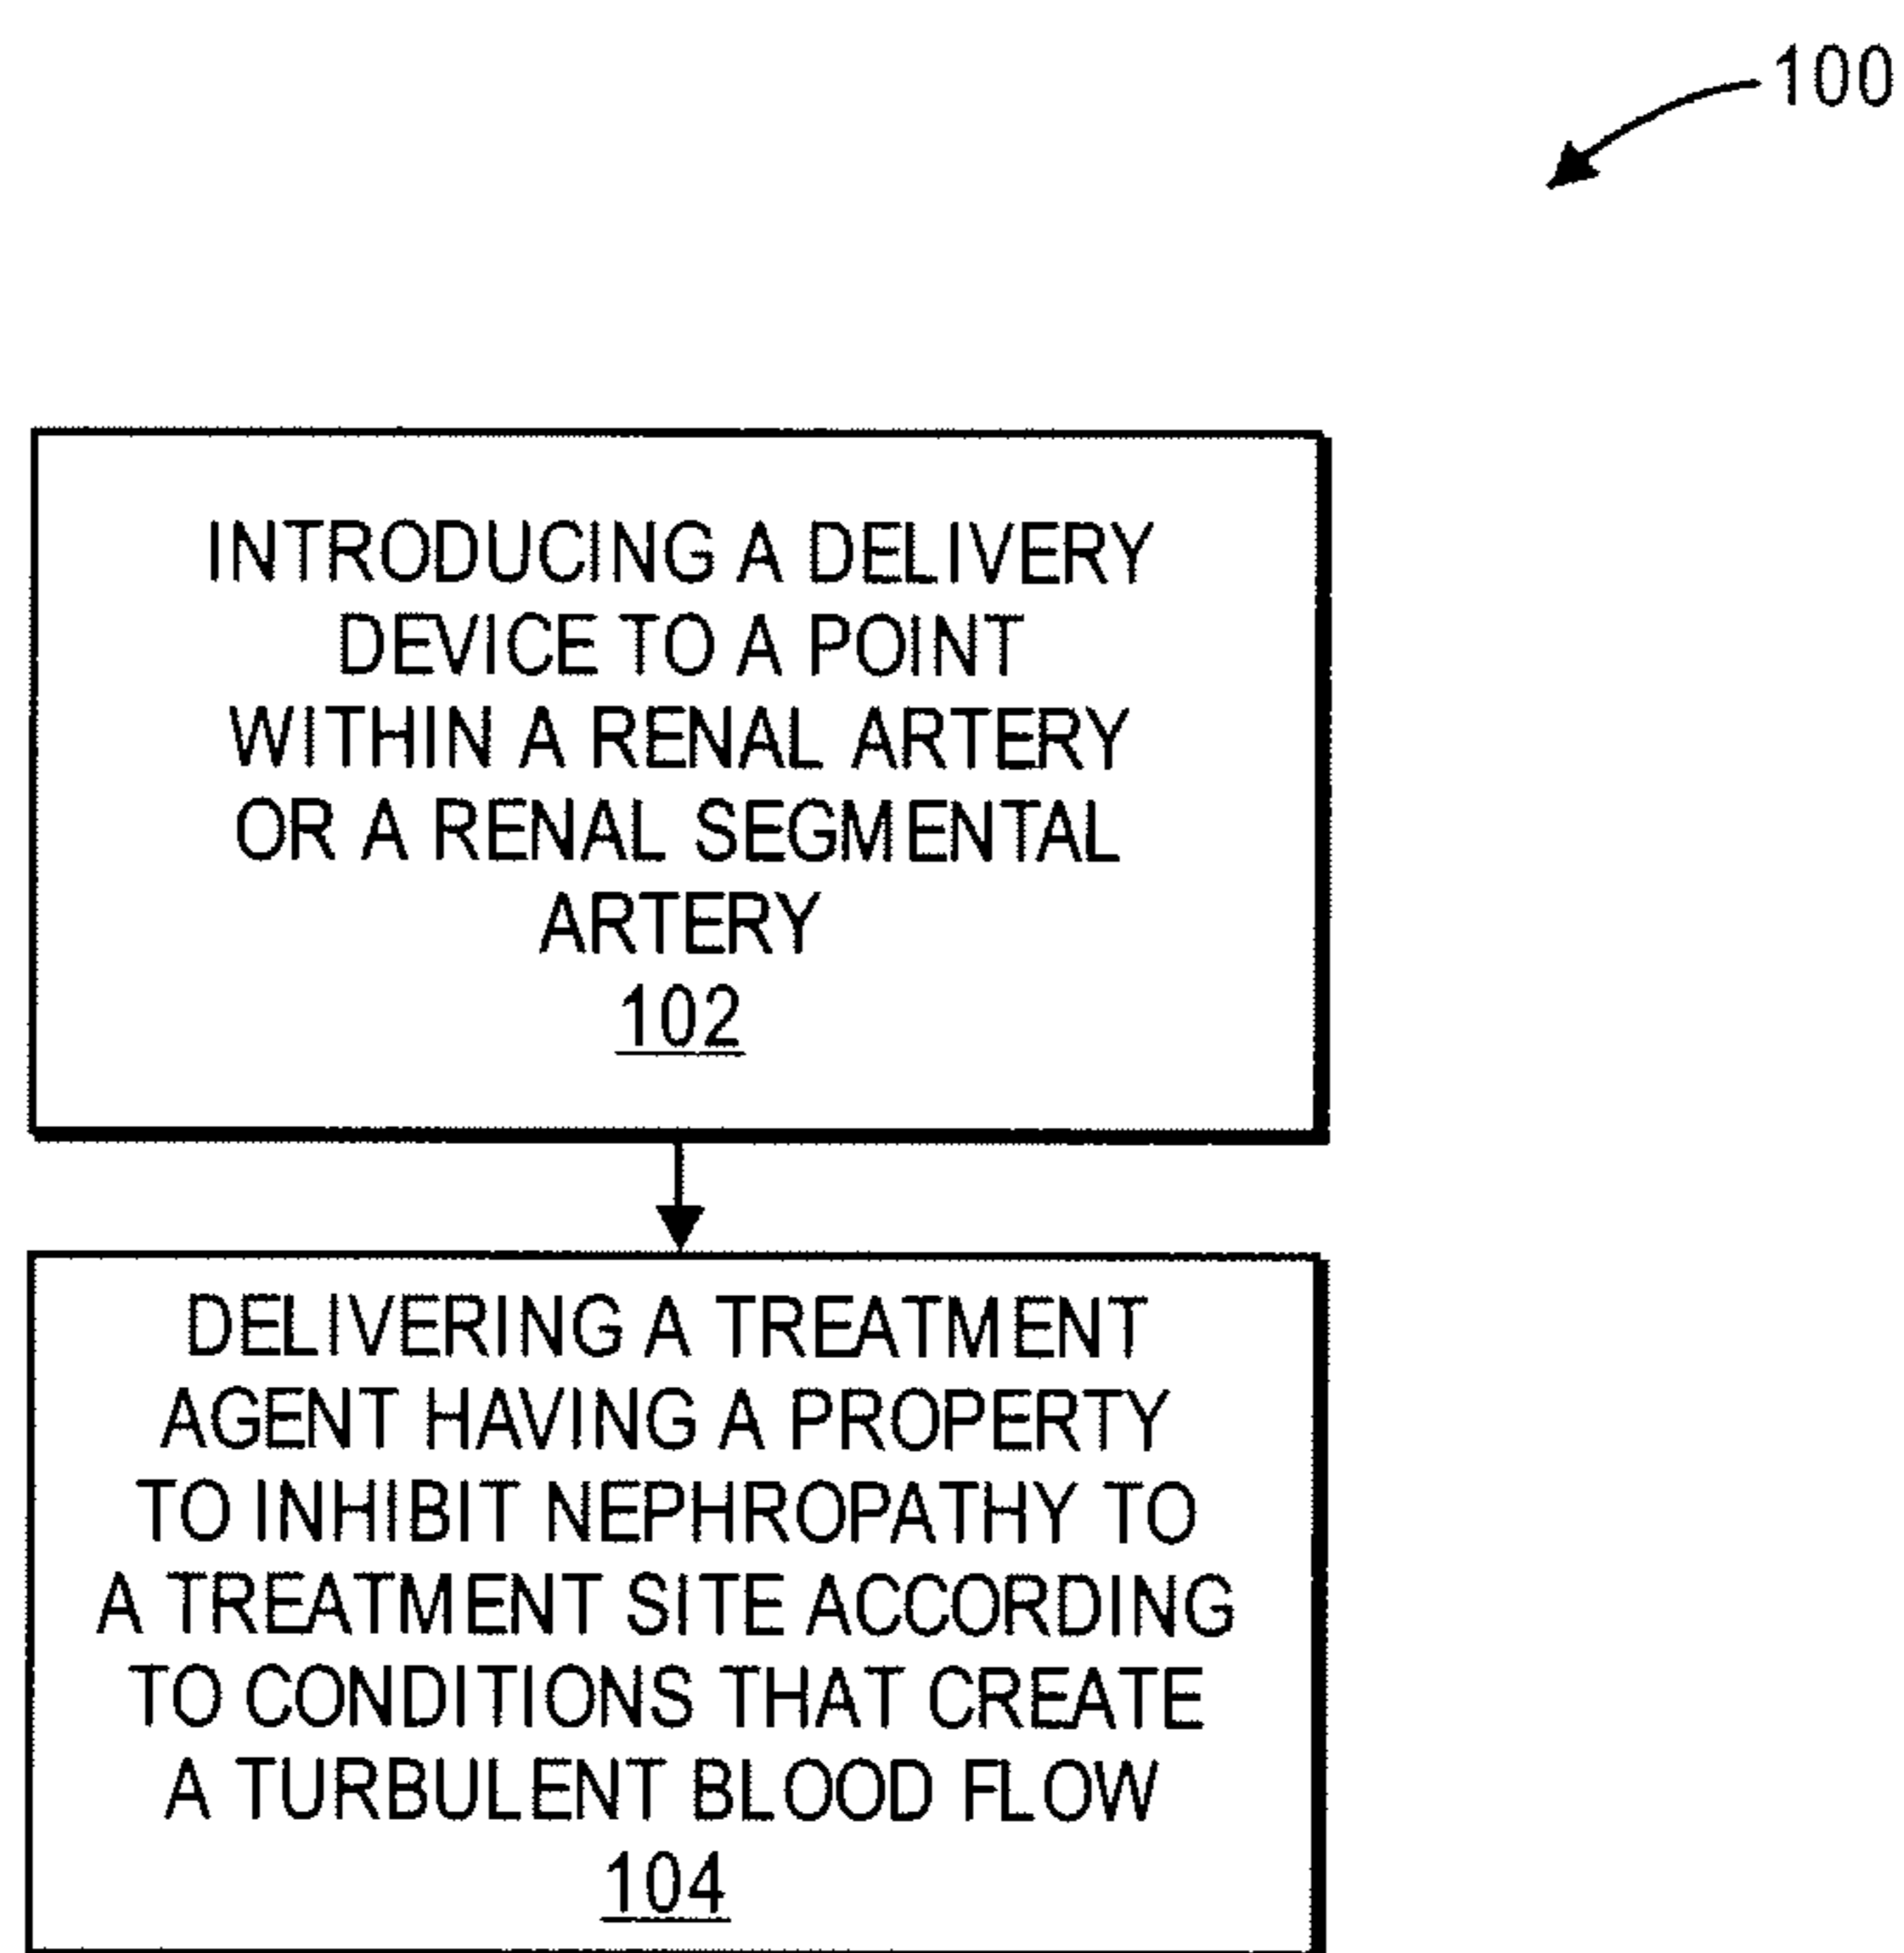 100
INTRODUCING A DELIVERY
DEVICE TO A POINT
WITHIN A RENAL ARTERY
OR A RENAL SEGMENTAL
ARTERY
102
DELIVERING A TREATMENT
AGENT HAVING A PROPERTY
TO INHIBIT NEPHROPATHY TO
A TREATMENT SITE ACCORDING
TO CONDITIONS THAT CREATE
A TURBULENT BLOOD FLOW
104